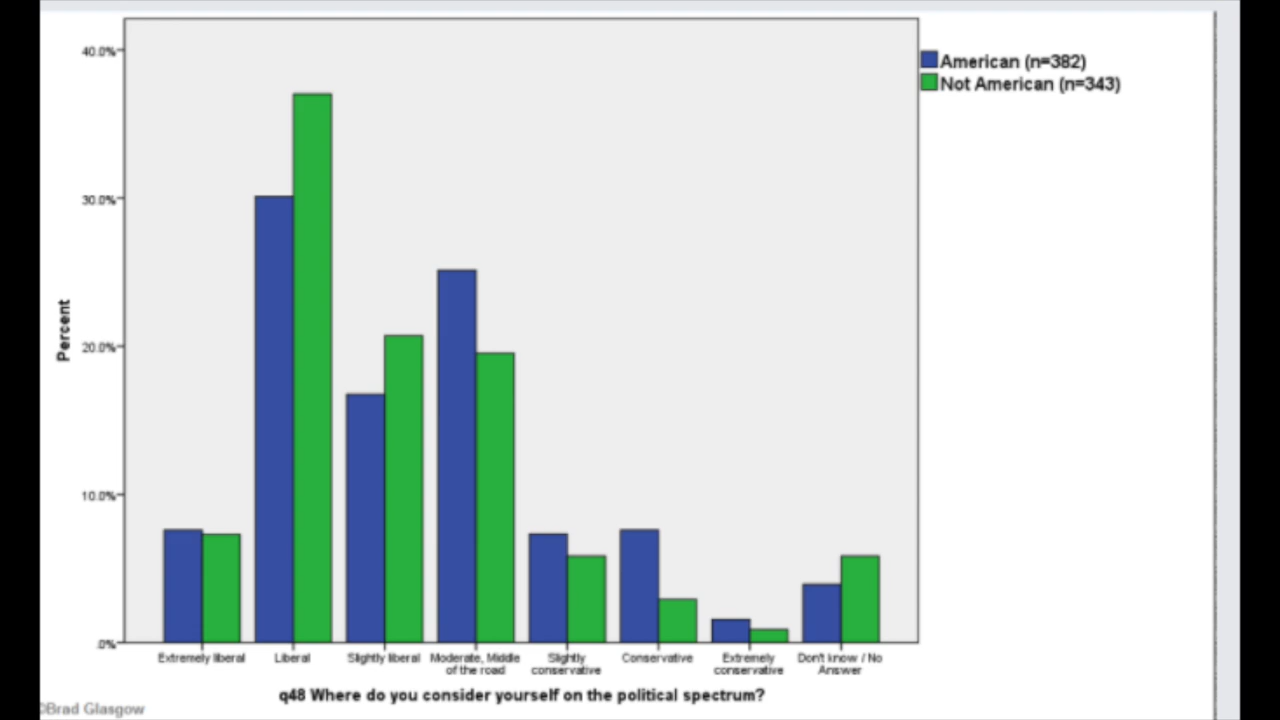 40.0%
American (n=382)
Not American (n=343)
30.0%
Percent
20.0%
10.0%
.0%
Extremely liberal
Liberal
Slightly liberal
Moderate, Middle
of the road
Slightly
conservative
Conservative
Extremely
conservative
Don't know / No
Answer
q48 Where do you consider yourself on the political spectrum?
©Brad Glasgow